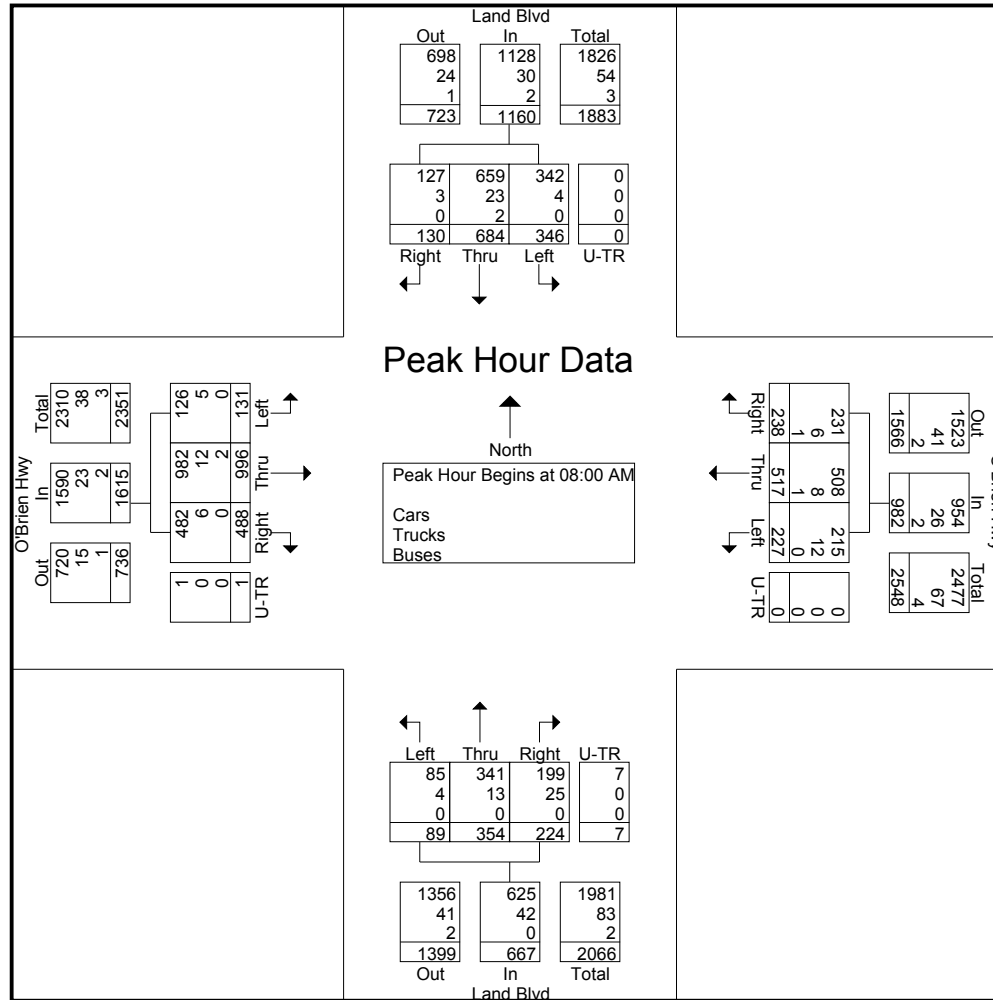 Land Blvd
Out In Total
698 1128 1826
24 30 54
1 2 3
723 1160 1883
127 659 342 0
3 23 4 0
0 2 0 0
130 684 346 0
Right Thru Left U-TR
Peak Hour Data
North
Peak Hour Begins at 08:00 AM
Cars
Trucks
Buses
O'Brien Hwy
Out In Total
720 1590 2310
15 23 38
1 2 3
736 1615 2351
Left Thru Right U-TR
126 982 482 1
5 12 6 0
0 2 0 0
131 996 488 1
Right Thru Left U-TR
231 508 215 0
6 8 12 0
1 1 0 0
238 517 227 0
Out In Total
1523 954 2477
41 26 67
2 2 4
1566 982 2548
Left Thru Right U-TR
85 341 199 7
4 13 25 0
0 0 0 0
89 354 224 7
1356 625 1981
41 42 83
2 0 2
1399 667 2066
Out In Total
Land Blvd